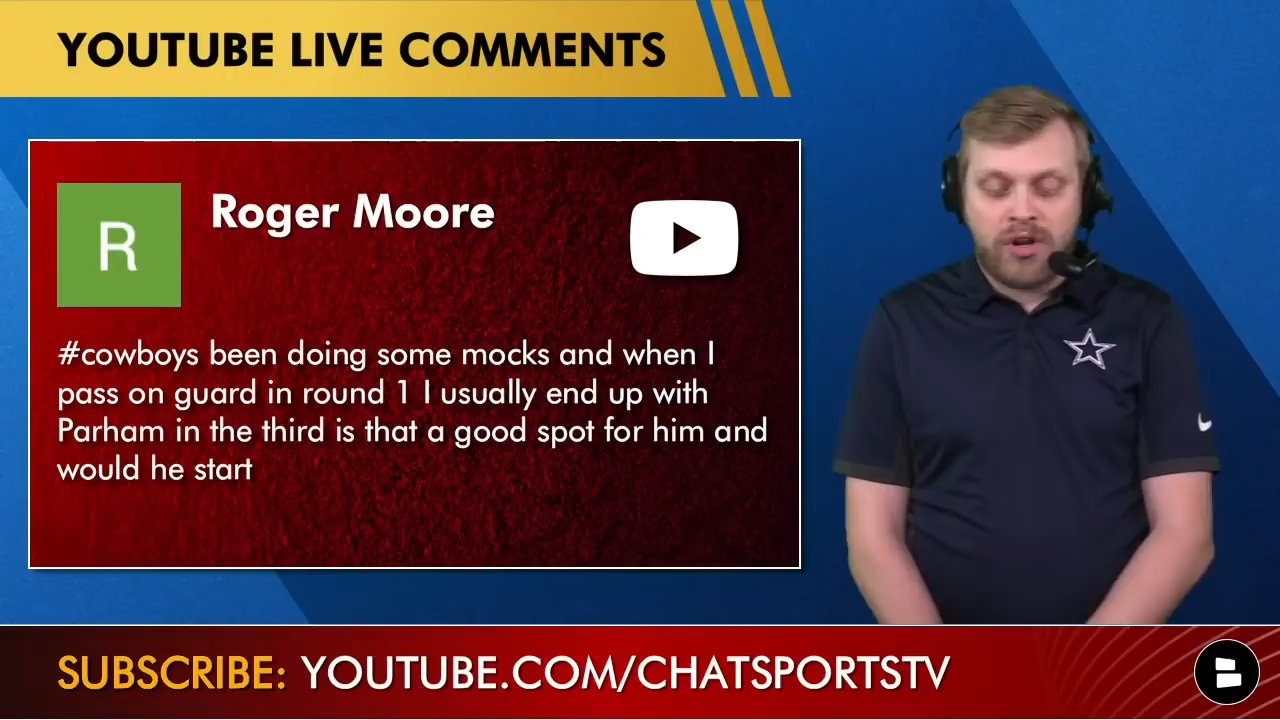 YOUTUBE LIVE COMMENTS
R
Roger Moore
#cowboys been doing some mocks and when I
pass on guard in round 1 I usually end up with
Parham in the third is that a good spot for him and
would he start
SUBSCRIBE: YOUTUBE.COM/CHATSPORTSTV